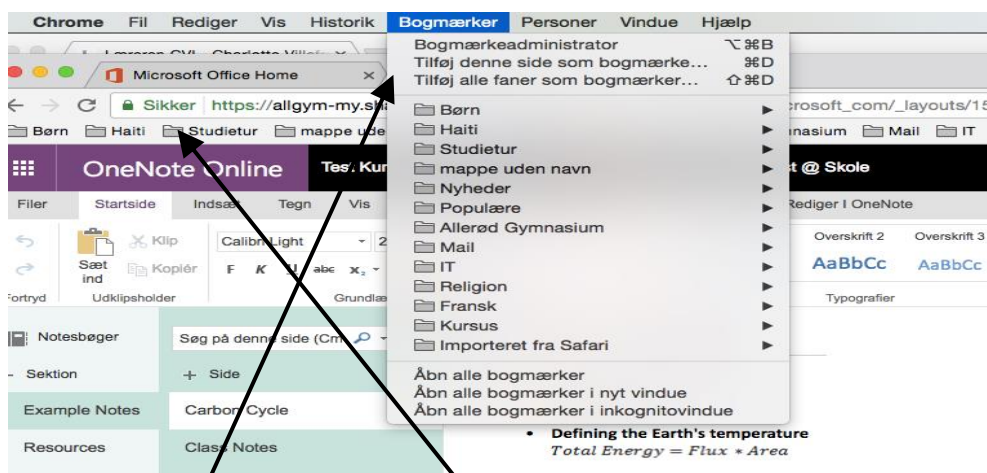 Chrome Fil Rediger Vis Historik Bogmærker Personer Vindue Hjælp
Bogmærkeadministrator ⌥⌘B
Tilføj denne side som bogmærke... ⌘D
Tilføj alle faner som bogmærker... ⇧⌘D
Børn
Haiti
Studietur
mappe uden navn
Nyheder
Populære
Allerød Gymnasium
Mail
IT
Religion
Fransk
Kursus
Importeret fra Safari
Åbn alle bogmærker
Åbn alle bogmærker i nyt vindue
Åbn alle bogmærker i inkognitovindue
Microsoft Office Home ×
Sikker https://allgym-my.sha crosoft_com/_layouts/15
Børn Haiti Studietur mappe ude nasium Mail IT
OneNote Online Test Kur t @ Skole
Filer Startside Indsæt Tegn Vis Rediger I OneNote
Klip Calibri Light 2 Overskrift 2 Overskrift 3
Sæt ind Kopiér F K U abc x₂ AaBbCc AaBbCc
Fortryd Udklipsholder Grundlæ Typografier
Notesbøger Søg på denne side (Cm
Sektion + Side
Example Notes Carbon Cycle
Resources Class Notes
• Defining the Earth's temperature
Total Energy = Flux * Area